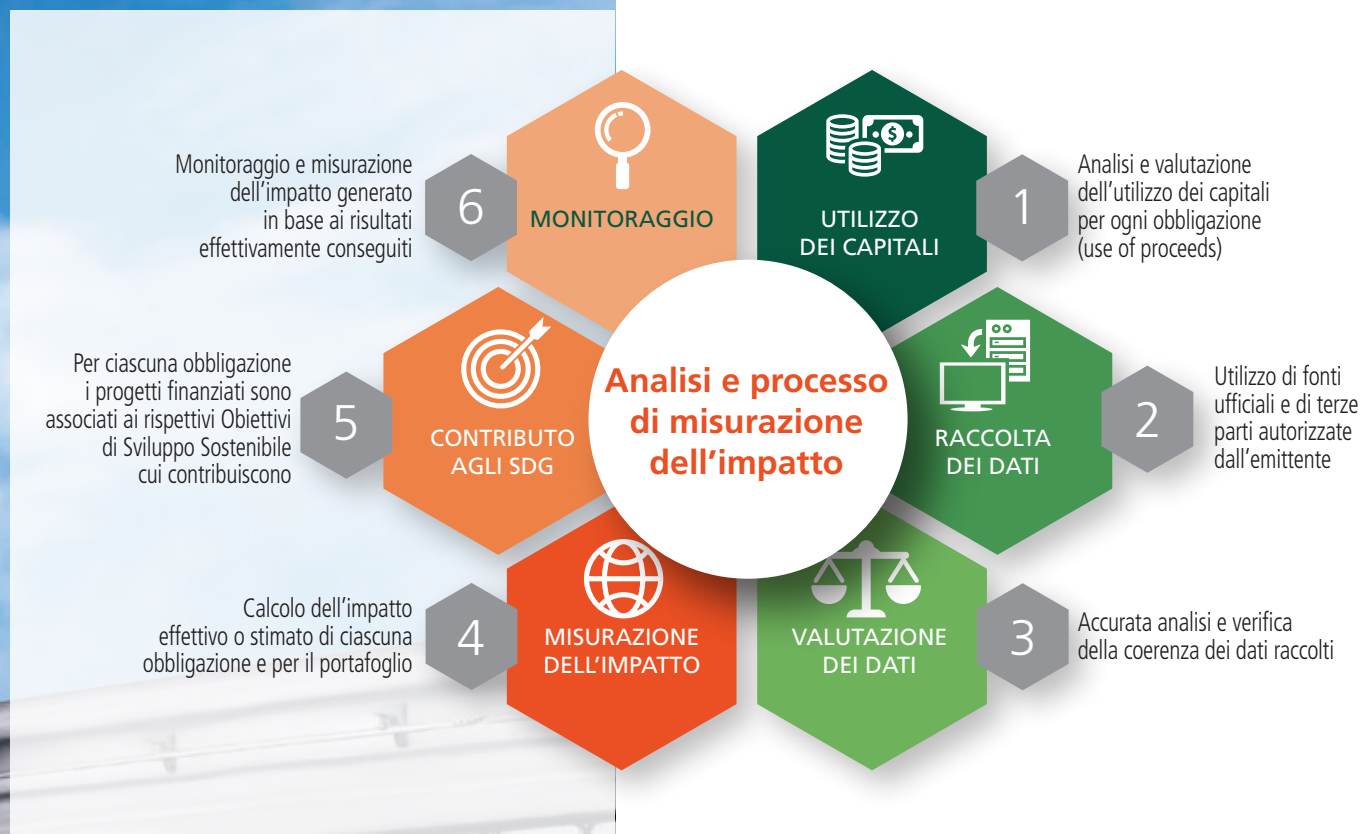 Analisi e processo
di misurazione
dell’impatto
UTILIZZO
DEI CAPITALI
1
Analisi e valutazione
dell’utilizzo dei capitali
per ogni obbligazione
(use of proceeds)
RACCOLTA
DEI DATI
2
Utilizzo di fonti
ufficiali e di terze
parti autorizzate
dall’emittente
VALUTAZIONE
DEI DATI
3
Accurata analisi e verifica
della coerenza dei dati raccolti
MISURAZIONE
DELL’IMPATTO
4
Calcolo dell’impatto
effettivo o stimato di ciascuna
obbligazione e per il portafoglio
CONTRIBUTO
AGLI SDG
5
Per ciascuna obbligazione
i progetti finanziati sono
associati ai rispettivi Obiettivi
di Sviluppo Sostenibile
cui contribuiscono
MONITORAGGIO
6
Monitoraggio e misurazione
dell’impatto generato
in base ai risultati
effettivamente conseguiti